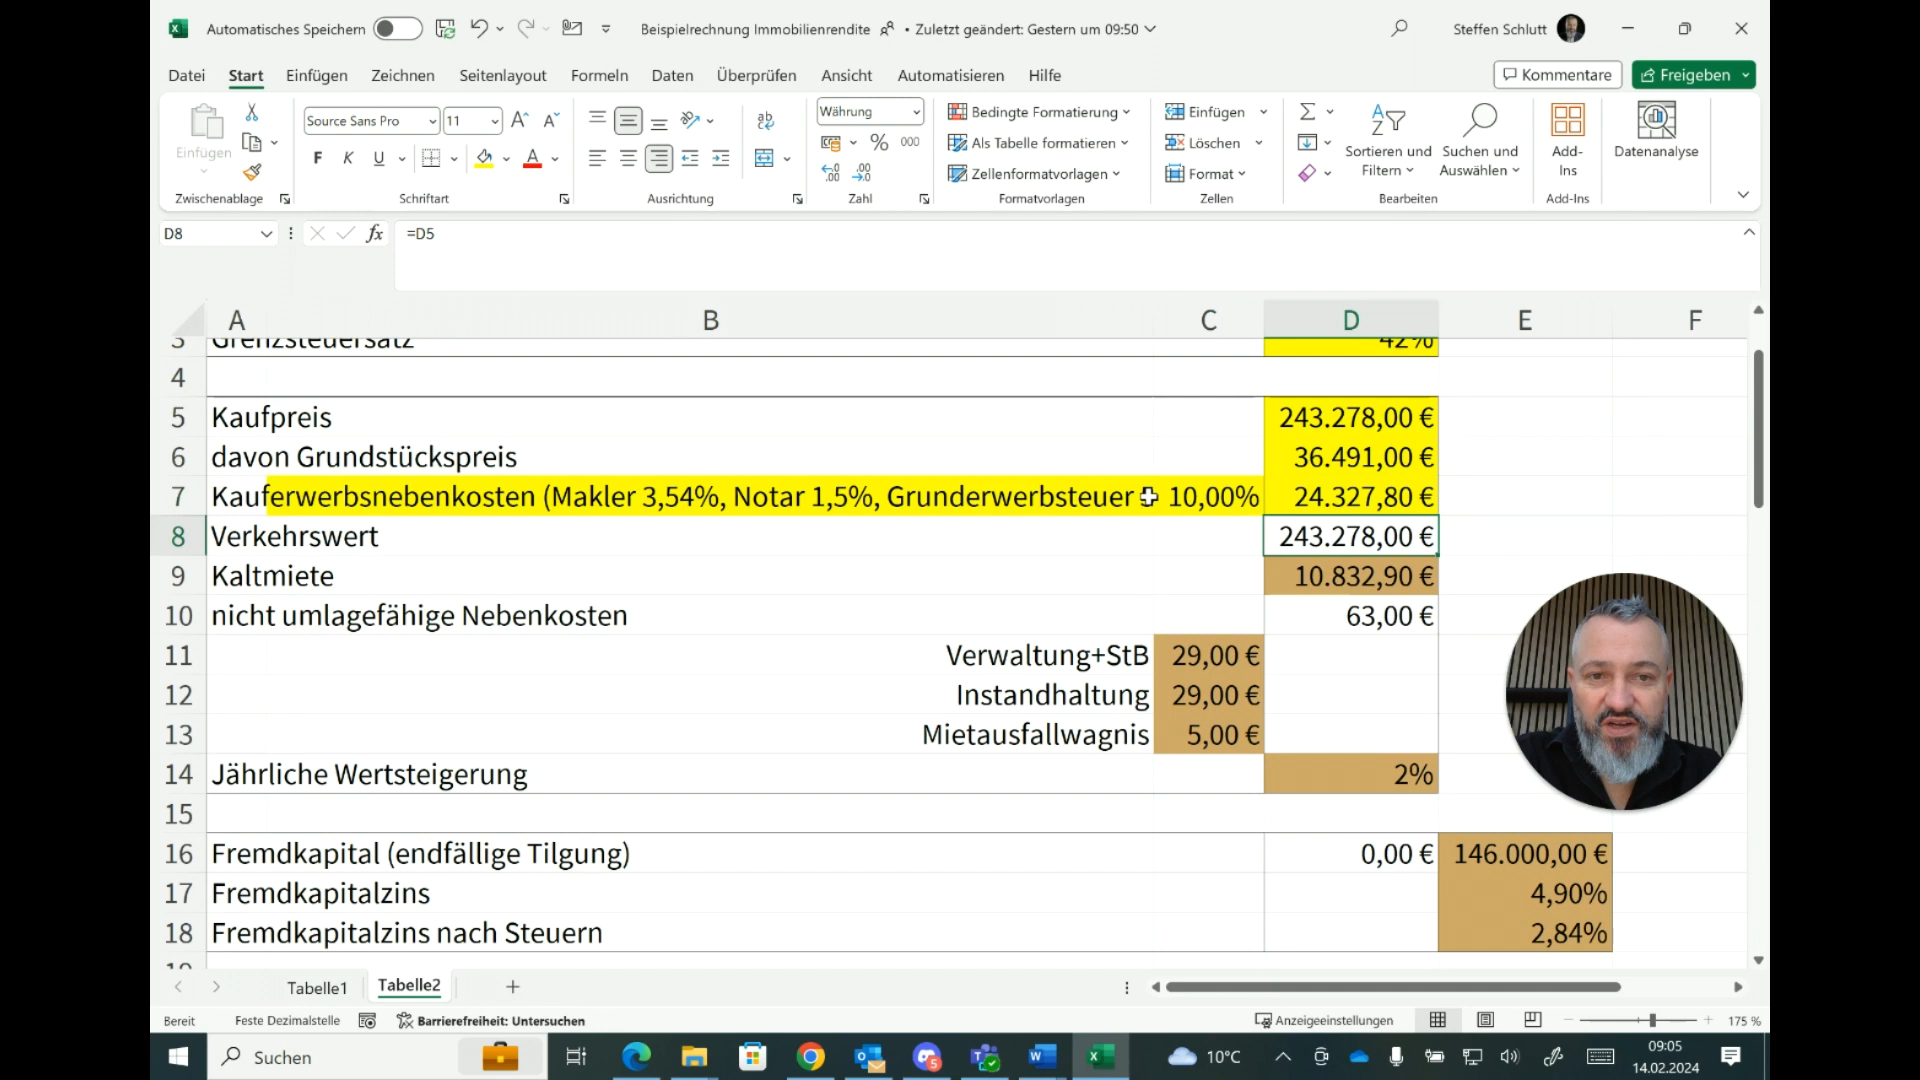 Automatisches Speichern
Beispielrechnung Immobilienrendite • Zuletzt geändert: Gestern um 09:50
Steffen Schlutt
Datei Start Einfügen Zeichnen Seitenlayout Formeln Daten Überprüfen Ansicht Automatisieren Hilfe
Kommentare Freigeben
Einfügen
Zwischenablage
Source Sans Pro 11
F K U
Schriftart
Ausrichtung
Währung
% 000
Zahl
Bedingte Formatierung
Als Tabelle formatieren
Zellenformatvorlagen
Formatvorlagen
Einfügen
Löschen
Format
Zellen
Sortieren und Filtern
Suchen und Auswählen
Bearbeiten
Add-Ins
Add-Ins
Datenanalyse
D8 fx =D5
A B C D E F
3 Grenzsteuersatz 42%
4
5 Kaufpreis 243.278,00 €
6 davon Grundstückspreis 36.491,00 €
7 Kauferwerbsnebenkosten (Makler 3,54%, Notar 1,5%, Grunderwerbsteuer 10,00% 24.327,80 €
8 Verkehrswert 243.278,00 €
9 Kaltmiete 10.832,90 €
10 nicht umlagefähige Nebenkosten 63,00 €
11 Verwaltung+StB 29,00 €
12 Instandhaltung 29,00 €
13 Mietausfallwagnis 5,00 €
14 Jährliche Wertsteigerung 2%
15
16 Fremdkapital (endfällige Tilgung) 0,00 € 146.000,00 €
17 Fremdkapitalzins 4,90%
18 Fremdkapitalzins nach Steuern 2,84%
Tabelle1 Tabelle2
Bereit Feste Dezimalstelle Barrierefreiheit: Untersuchen Anzeigeeinstellungen 175 %
Suchen 10°C 09:05
14.02.2024